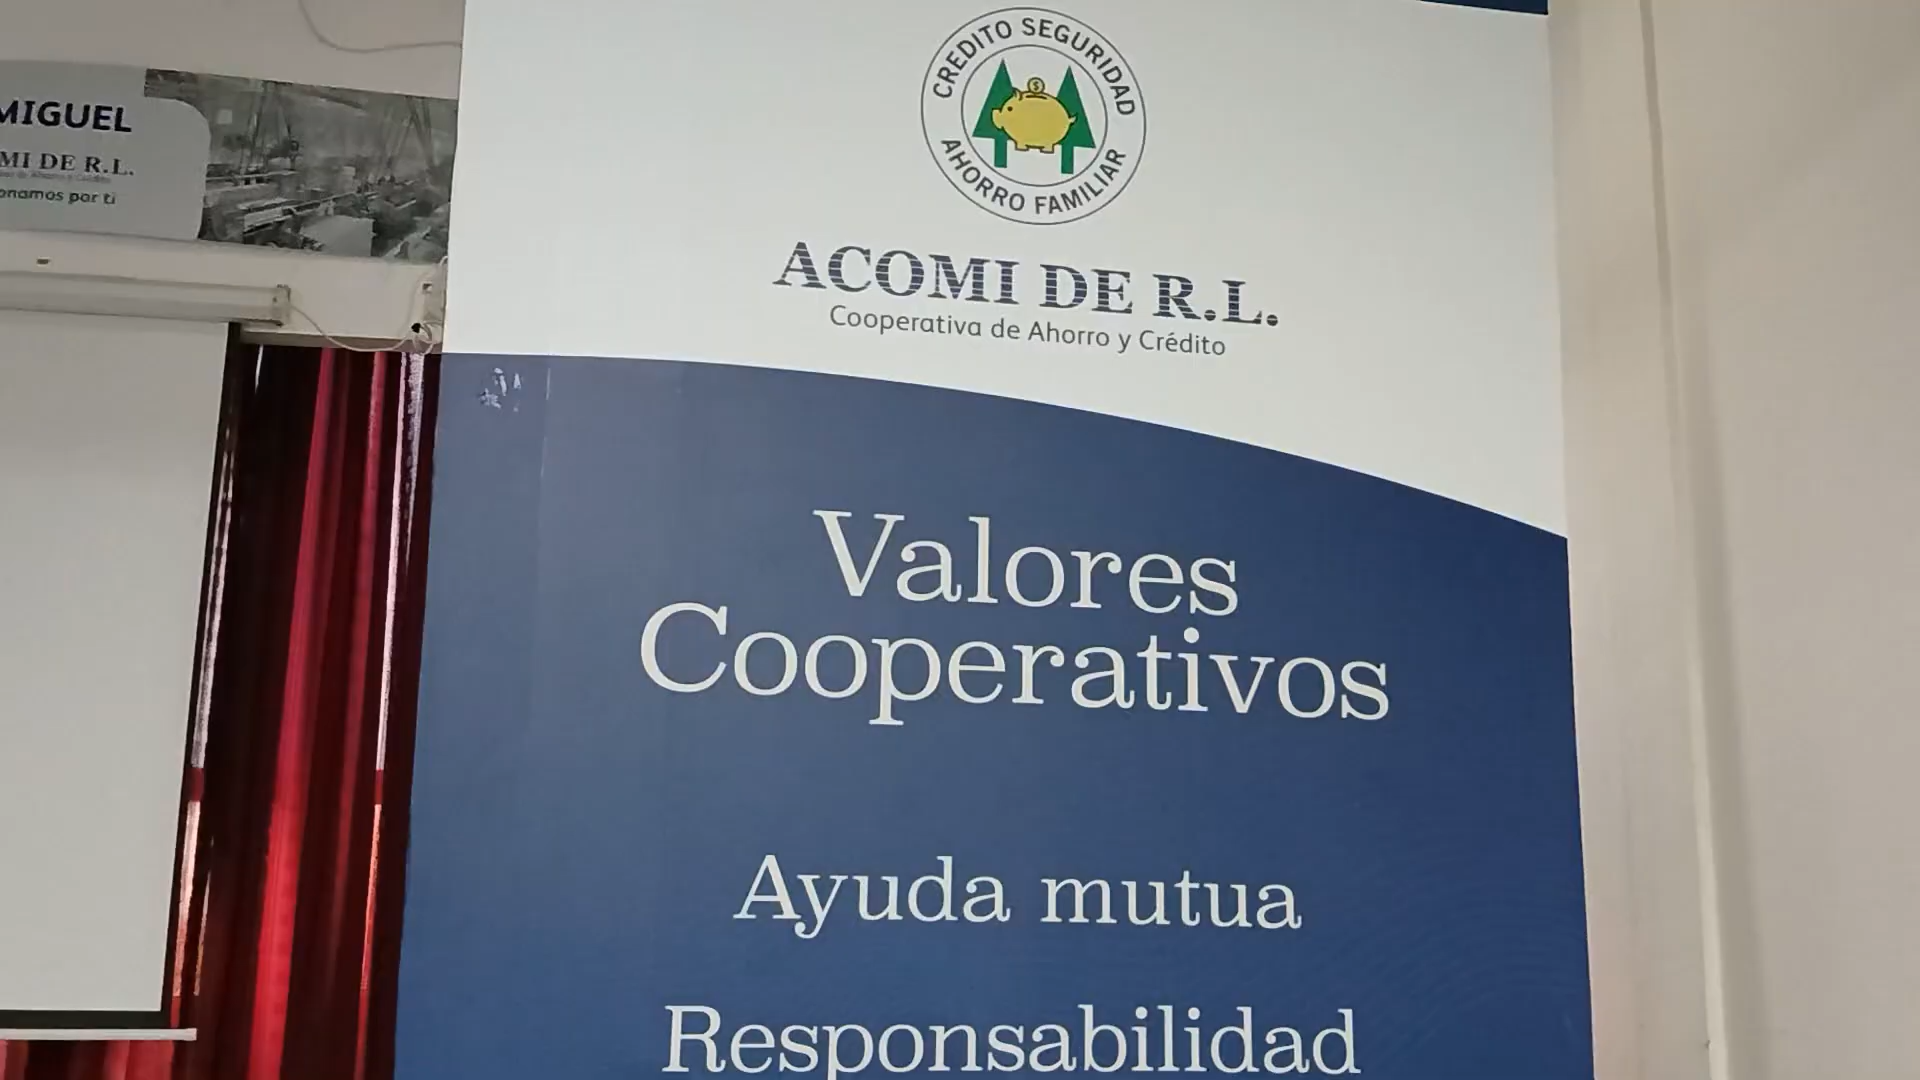 MIGUEL
MI DE R.L.
onamos por ti
CREDITO SEGURIDAD
AHORRO FAMILIAR
ACOMI DE R.L.
Cooperativa de Ahorro y Crédito
Valores
Cooperativos
Ayuda mutua
Responsabilidad